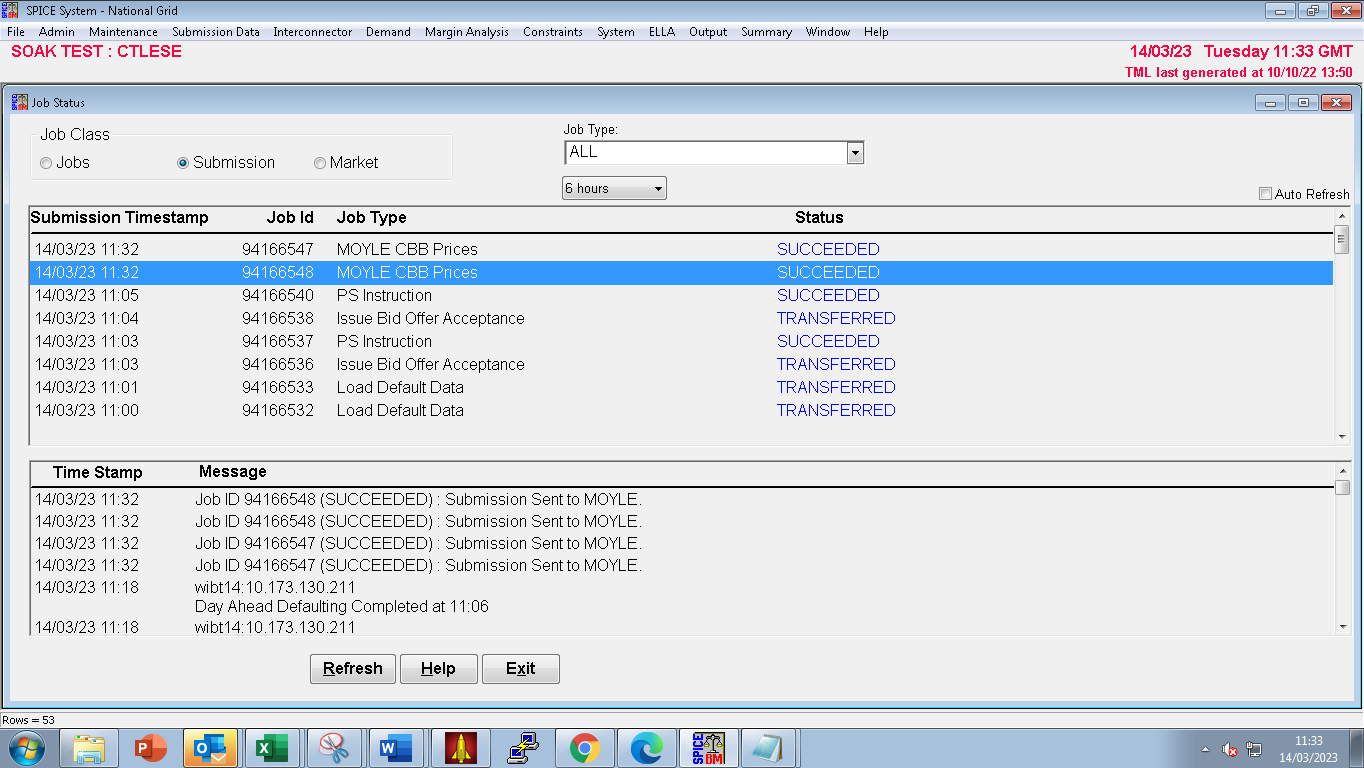 SPICE System - National Grid
File Admin Maintenance Submission Data Interconnector Demand Margin Analysis Constraints System ELLA Output Summary Window Help
SOAK TEST : CTLESE 14/03/23 Tuesday 11:33 GMT
TML last generated at 10/10/22 13:50
Job Status
Job Class
Jobs Submission Market
Job Type:
ALL
6 hours
Auto Refresh
Submission Timestamp Job Id Job Type Status
14/03/23 11:32 94166547 MOYLE CBB Prices SUCCEEDED
14/03/23 11:32 94166548 MOYLE CBB Prices SUCCEEDED
14/03/23 11:05 94166540 PS Instruction SUCCEEDED
14/03/23 11:04 94166538 Issue Bid Offer Acceptance TRANSFERRED
14/03/23 11:03 94166537 PS Instruction SUCCEEDED
14/03/23 11:03 94166536 Issue Bid Offer Acceptance TRANSFERRED
14/03/23 11:01 94166533 Load Default Data TRANSFERRED
14/03/23 11:00 94166532 Load Default Data TRANSFERRED
Time Stamp Message
14/03/23 11:32 Job ID 94166548 (SUCCEEDED) : Submission Sent to MOYLE.
14/03/23 11:32 Job ID 94166548 (SUCCEEDED) : Submission Sent to MOYLE.
14/03/23 11:32 Job ID 94166547 (SUCCEEDED) : Submission Sent to MOYLE.
14/03/23 11:32 Job ID 94166547 (SUCCEEDED) : Submission Sent to MOYLE.
14/03/23 11:18 wibt14:10.173.130.211
Day Ahead Defaulting Completed at 11:06
14/03/23 11:18 wibt14:10.173.130.211
Refresh Help Exit
Rows = 53
SPICE BM
11:33
14/03/2023